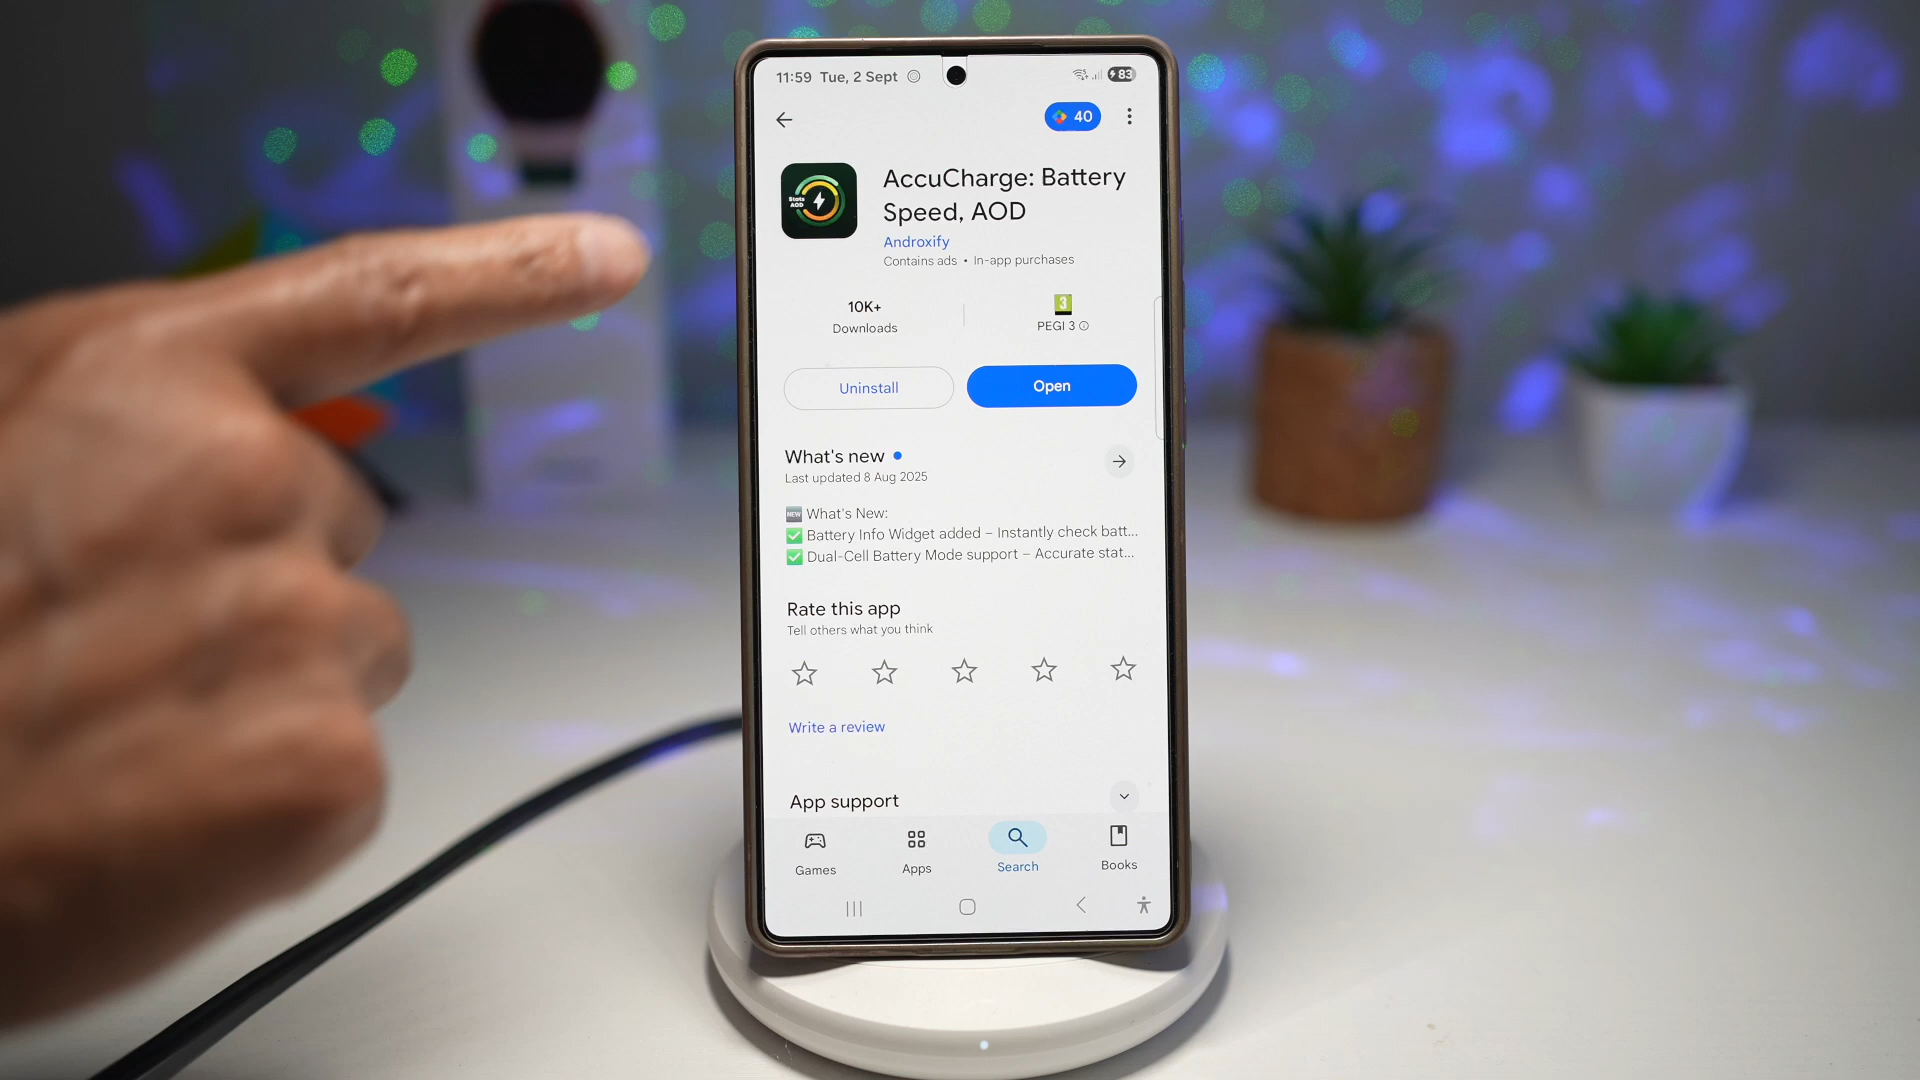 11:59 Tue, 2 Sept
83
40
Stats
AOD
AccuCharge: Battery
Speed, AOD
Androxify
Contains ads • In-app purchases
10K+
Downloads
3
PEGI 3
Uninstall
Open
What's new
Last updated 8 Aug 2025
NEW What's New:
✅ Battery Info Widget added – Instantly check batt...
✅ Dual-Cell Battery Mode support – Accurate stat...
Rate this app
Tell others what you think
Write a review
App support
Games
Apps
Search
Books